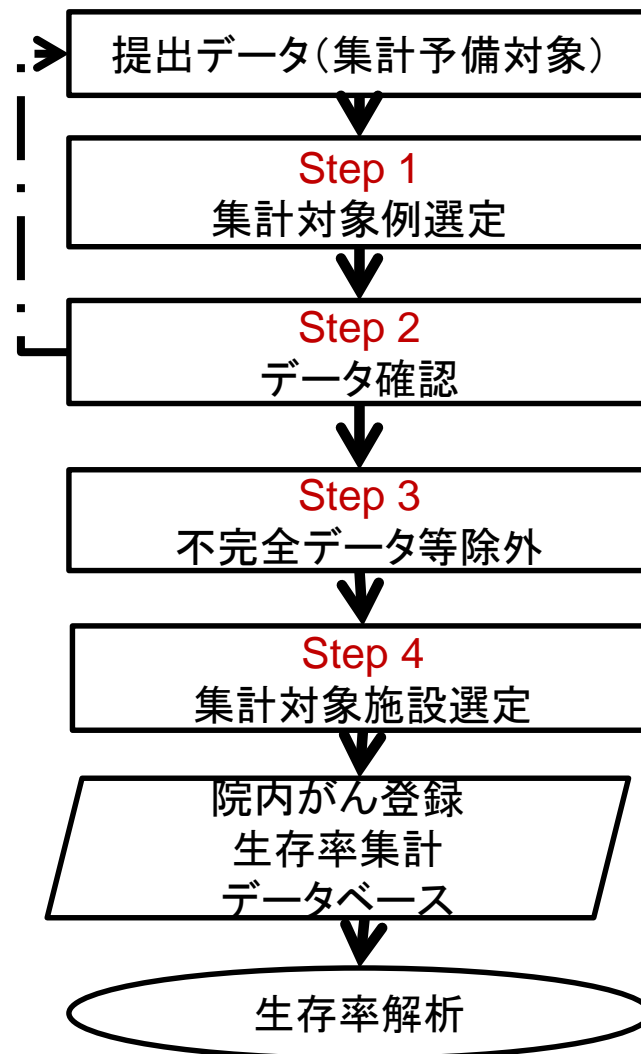 提出データ（集計予備対象）
Step 1
集計対象例選定
Step 2
データ確認
Step 3
不完全データ等除外
Step 4
集計対象施設選定
院内がん登録
生存率集計
データベース
生存率解析